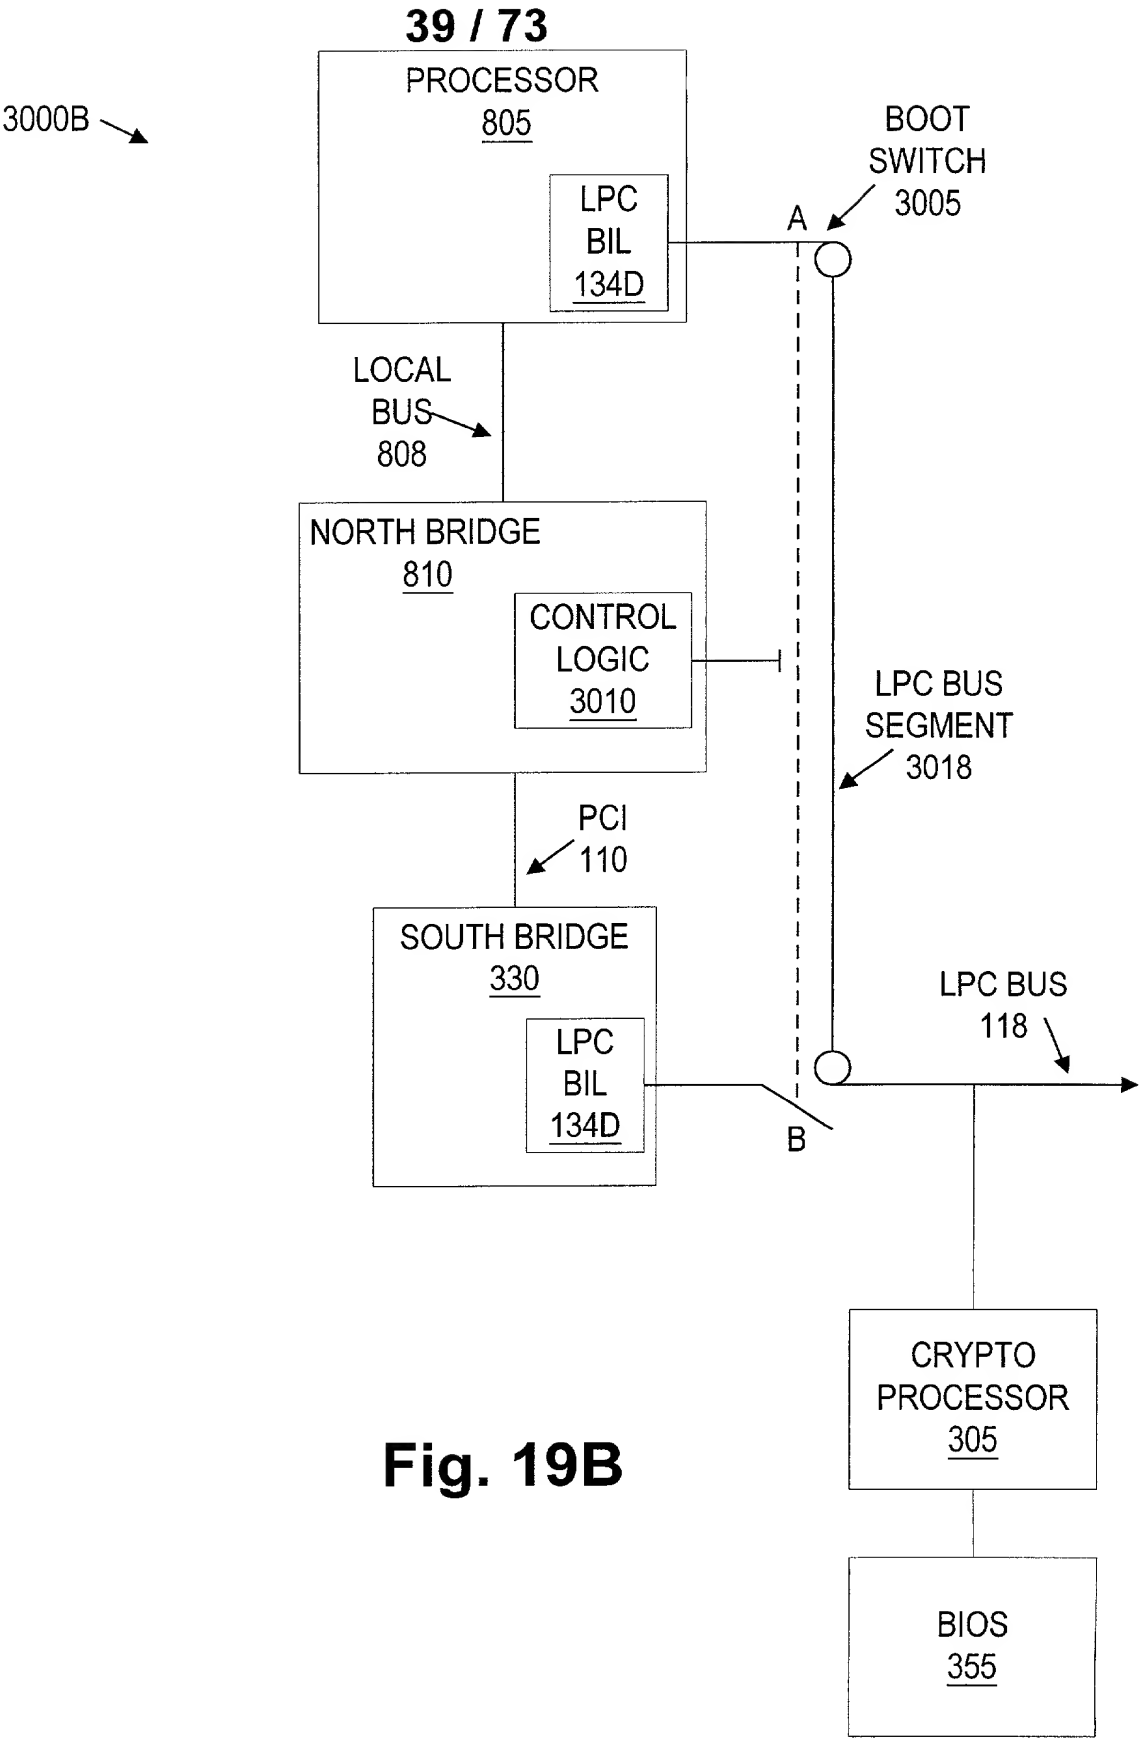 39 / 73
3000B
PROCESSOR
805
LPC
BIL
134D
BOOT
SWITCH
3005
A
LOCAL
BUS
808
NORTH BRIDGE
810
CONTROL
LOGIC
3010
LPC BUS
SEGMENT
3018
PCI
110
SOUTH BRIDGE
330
LPC
BIL
134D
B
LPC BUS
118
CRYPTO
PROCESSOR
305
BIOS
355
Fig. 19B